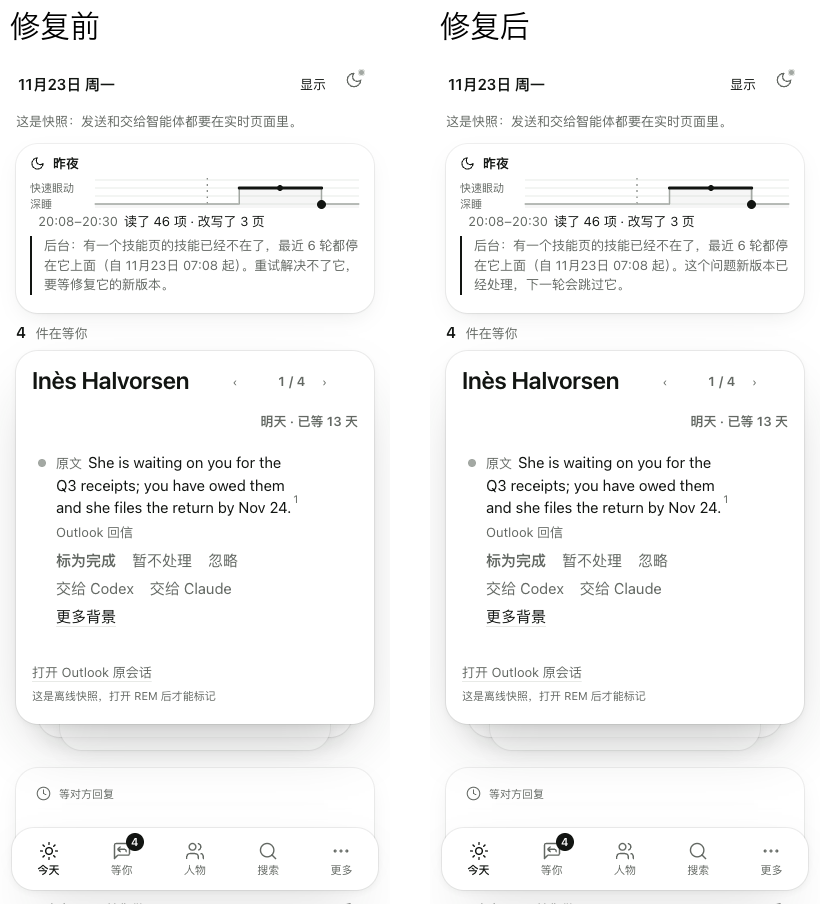 修复前
11月23日 周一
显示
这是快照：发送和交给智能体都要在实时页面里。
昨夜
快速眼动
深睡
20:08–20:30 读了 46 项 · 改写了 3 页
后台：有一个技能页的技能已经不在了，最近 6 轮都停
在它上面（自 11月23日 07:08 起）。重试解决不了它，
要等修复它的新版本。
4 件在等你
Inès Halvorsen
‹ 1 / 4 ›
明天 · 已等 13 天
原文 She is waiting on you for the
Q3 receipts; you have owed them
and she files the return by Nov 24. 1
Outlook 回信
标为完成 暂不处理 忽略
交给 Codex 交给 Claude
更多背景
打开 Outlook 原会话
这是离线快照，打开 REM 后才能标记
等对方回复
4
今天 等你 人物 搜索 更多
修复后
11月23日 周一
显示
这是快照：发送和交给智能体都要在实时页面里。
昨夜
快速眼动
深睡
20:08–20:30 读了 46 项 · 改写了 3 页
后台：有一个技能页的技能已经不在了，最近 6 轮都停
在它上面（自 11月23日 07:08 起）。这个问题新版本已
经处理，下一轮会跳过它。
4 件在等你
Inès Halvorsen
‹ 1 / 4 ›
明天 · 已等 13 天
原文 She is waiting on you for the
Q3 receipts; you have owed them
and she files the return by Nov 24. 1
Outlook 回信
标为完成 暂不处理 忽略
交给 Codex 交给 Claude
更多背景
打开 Outlook 原会话
这是离线快照，打开 REM 后才能标记
等对方回复
4
今天 等你 人物 搜索 更多